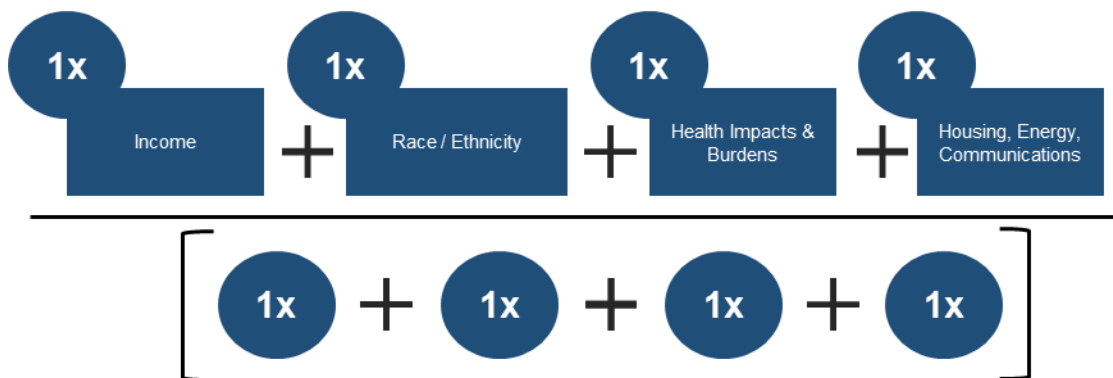 1x 1x 1x 1x
Income + Race / Ethnicity + Health Impacts & + Housing, Energy,
Burdens Communications
1x + 1x + 1x + 1x